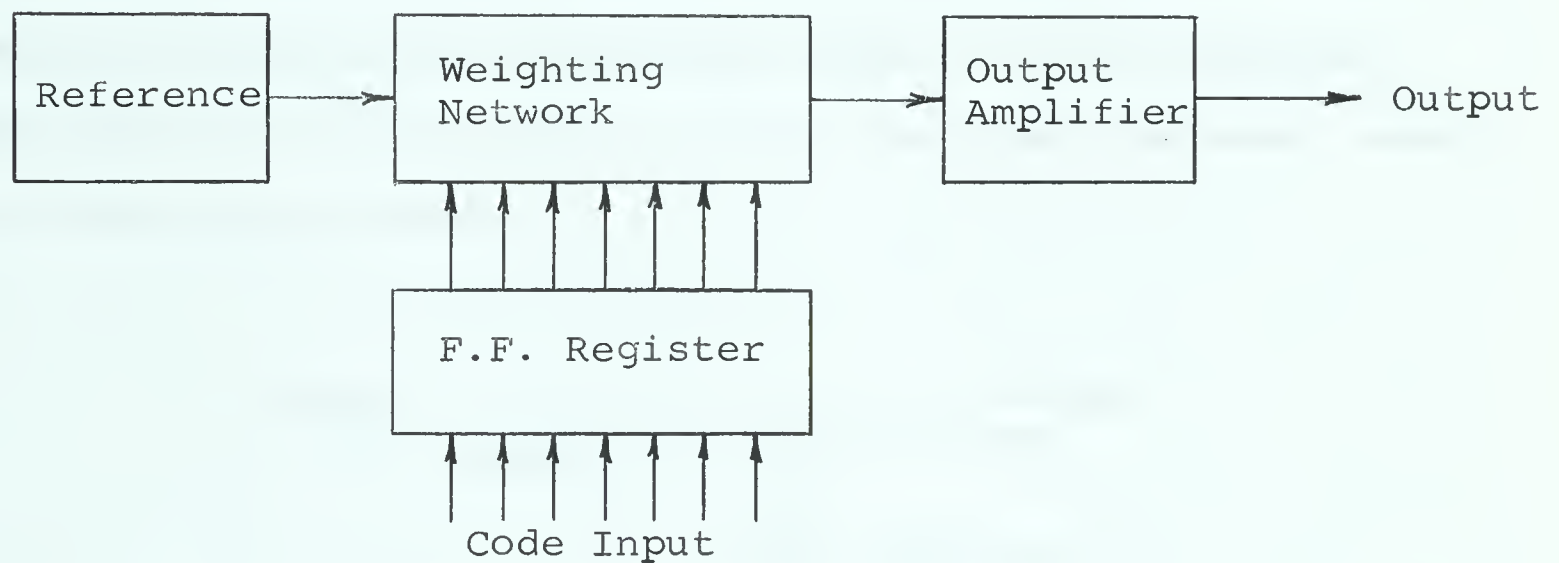 Reference
Weighting
Network
Output
Amplifier
Output
F.F. Register
Code Input